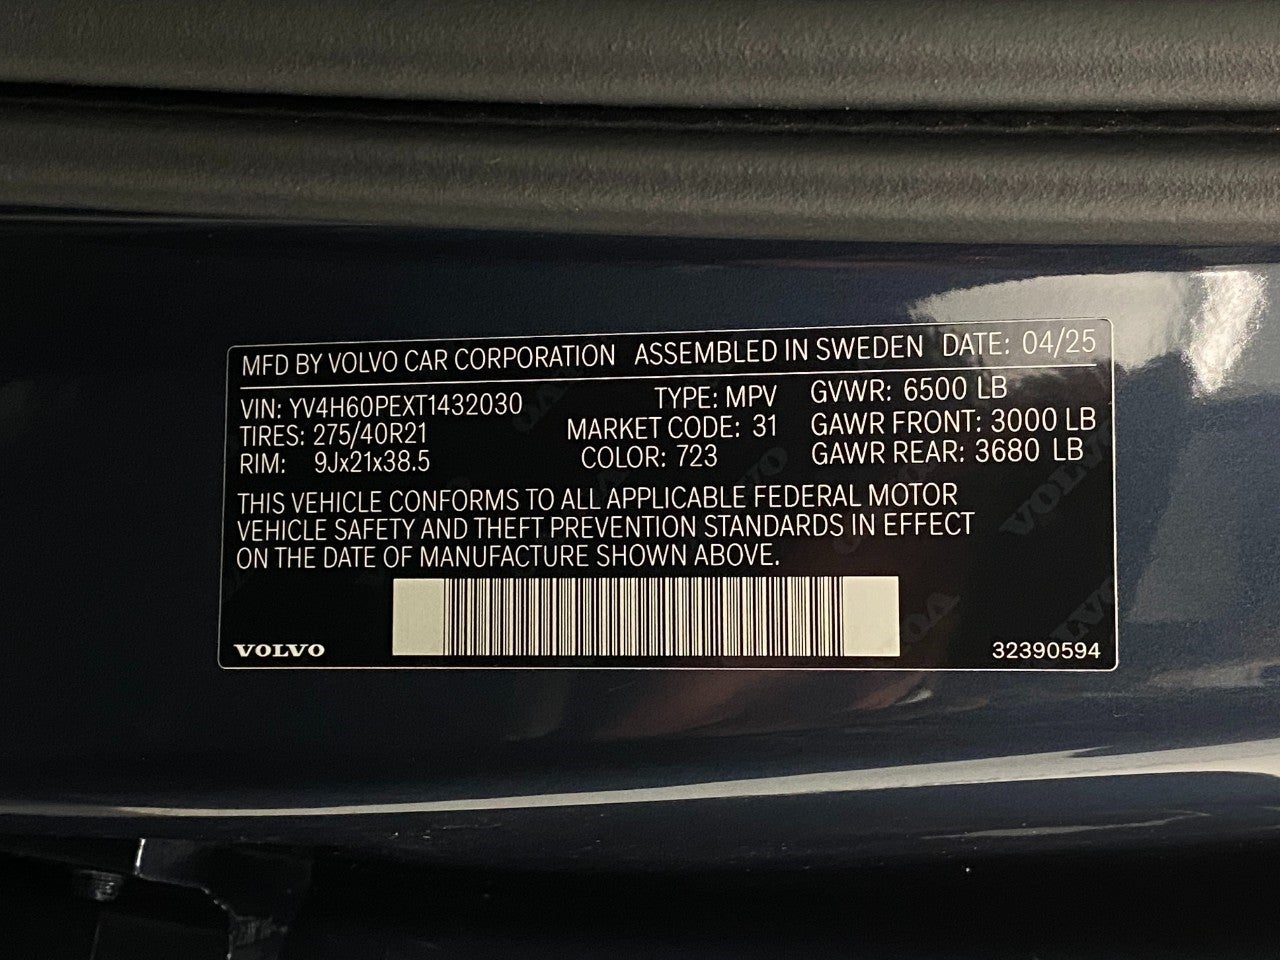 MFD BY VOLVO CAR CORPORATION ASSEMBLED IN SWEDEN DATE: 04/25
VIN: YV4H60PEXT1432030 TYPE: MPV GVWR: 6500 LB
TIRES: 275/40R21 MARKET CODE: 31 GAWR FRONT: 3000 LB
RIM: 9Jx21x38.5 COLOR: 723 GAWR REAR: 3680 LB
THIS VEHICLE CONFORMS TO ALL APPLICABLE FEDERAL MOTOR
VEHICLE SAFETY AND THEFT PREVENTION STANDARDS IN EFFECT
ON THE DATE OF MANUFACTURE SHOWN ABOVE.
VOLVO 32390594